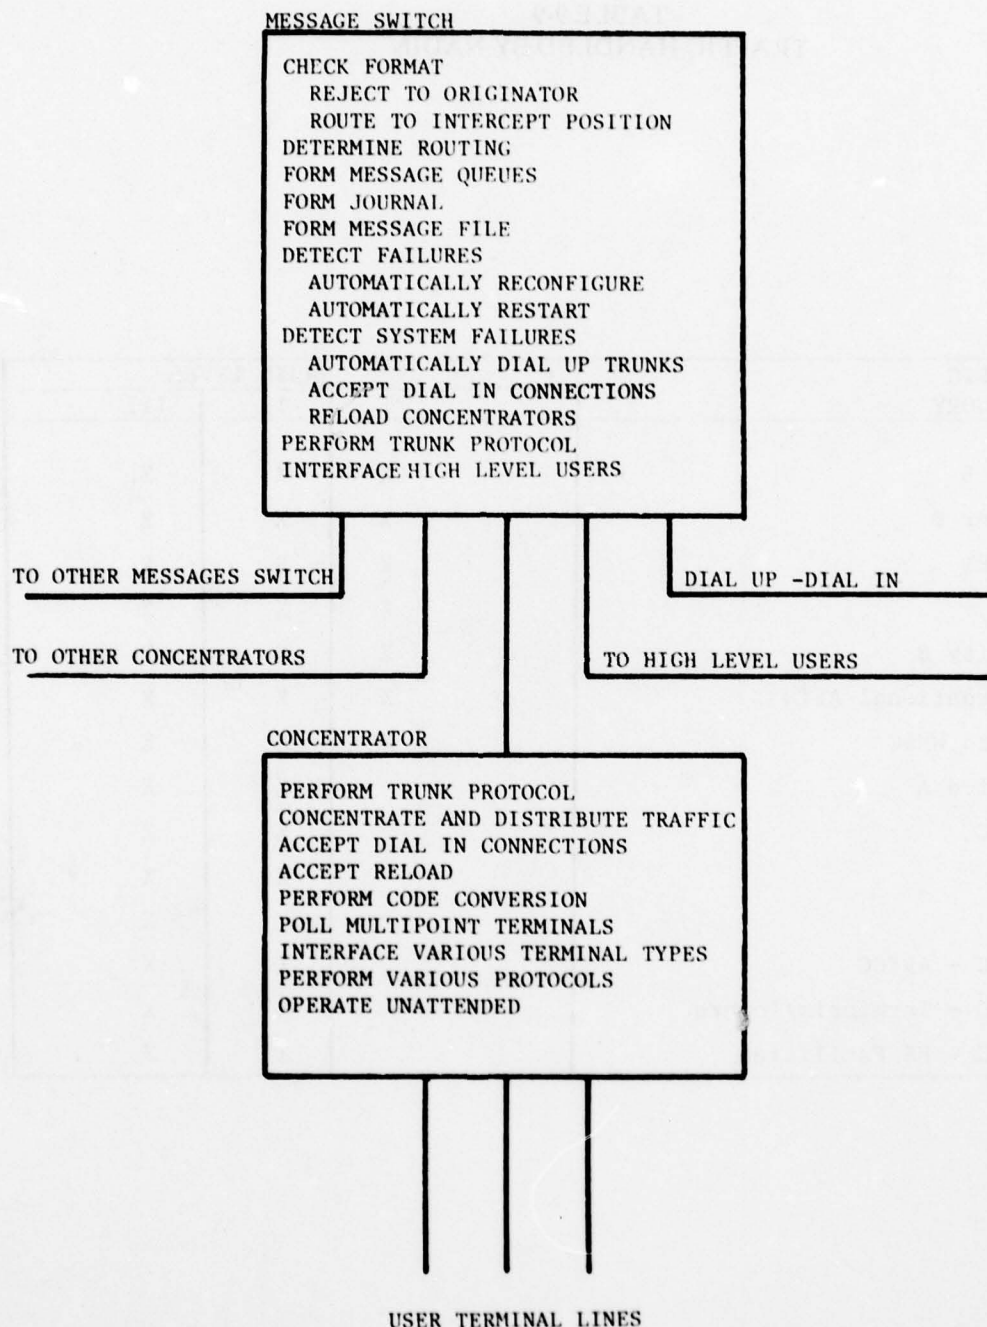 MESSAGE SWITCH
CHECK FORMAT
REJECT TO ORIGINATOR
ROUTE TO INTERCEPT POSITION
DETERMINE ROUTING
FORM MESSAGE QUEUES
FORM JOURNAL
FORM MESSAGE FILE
DETECT FAILURES
AUTOMATICALLY RECONFIGURE
AUTOMATICALLY RESTART
DETECT SYSTEM FAILURES
AUTOMATICALLY DIAL UP TRUNKS
ACCEPT DIAL IN CONNECTIONS
RELOAD CONCENTRATORS
PERFORM TRUNK PROTOCOL
INTERFACE HIGH LEVEL USERS
TO OTHER MESSAGES SWITCH
DIAL UP -DIAL IN
TO OTHER CONCENTRATORS
TO HIGH LEVEL USERS
CONCENTRATOR
PERFORM TRUNK PROTOCOL
CONCENTRATE AND DISTRIBUTE TRAFFIC
ACCEPT DIAL IN CONNECTIONS
ACCEPT RELOAD
PERFORM CODE CONVERSION
POLL MULTIPOINT TERMINALS
INTERFACE VARIOUS TERMINAL TYPES
PERFORM VARIOUS PROTOCOLS
OPERATE UNATTENDED
USER TERMINAL LINES